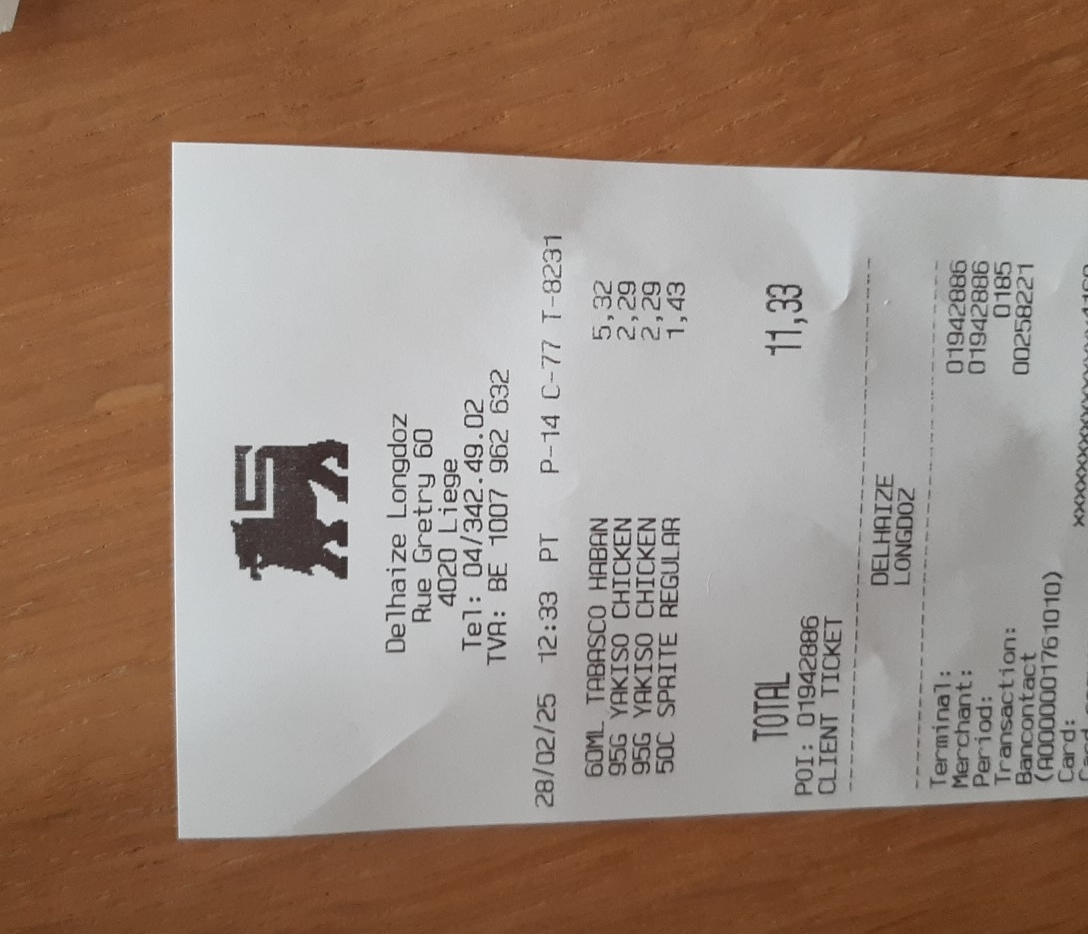 Delhaize Longdoz
Rue Gretry 60
4020 Liege
Tel: 04/342.49.02
TVA: BE 1007 962 632
28/02/25 12:33 PT P-14 C-77 T-8231
60ML TABASCO HABAN 5,32
95G YAKISO CHICKEN 2,29
95G YAKISO CHICKEN 2,29
50C SPRITE REGULAR 1,43
TOTAL 11,33
POI: 01942886
CLIENT TICKET
--------------------------------
DELHAIZE
LONGDOZ
--------------------------------
Terminal: 01942886
Merchant: 01942886
Period: 0185
Transaction: 00258221
Bancontact
(A0000001761010)
Card: